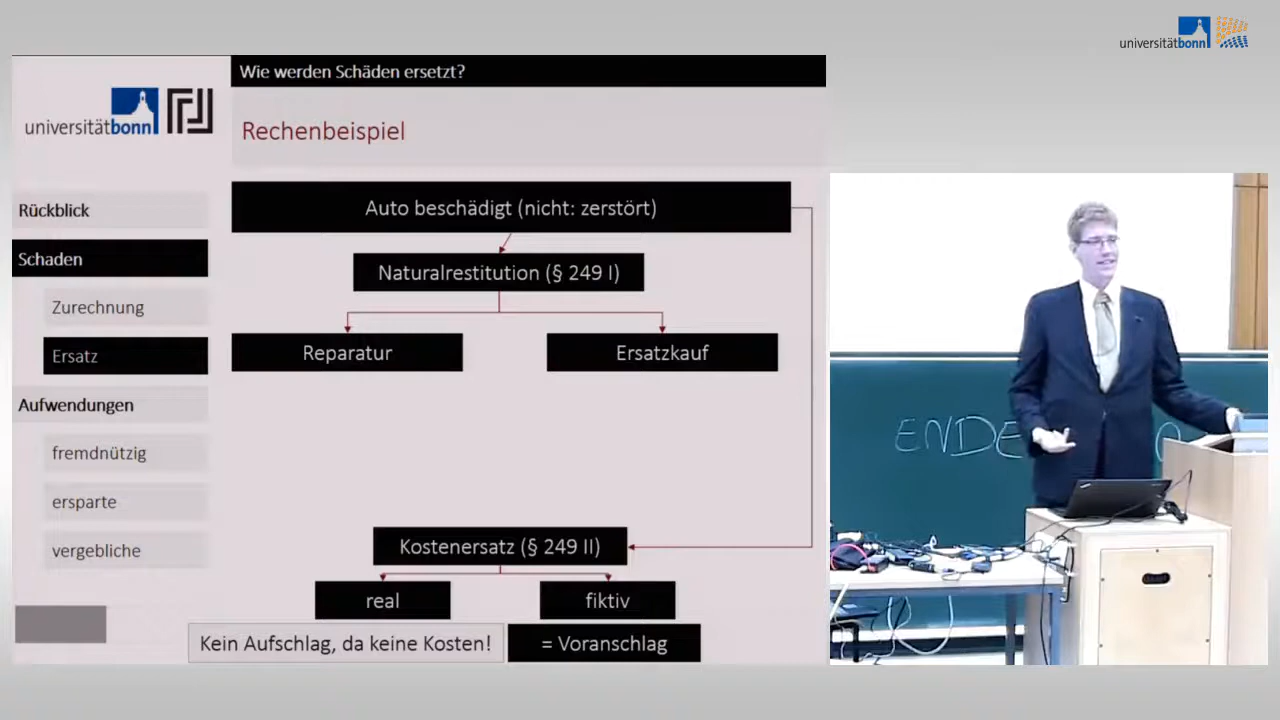 universitätbonn
Wie werden Schäden ersetzt?
universitätbonn
Rechenbeispiel
Rückblick
Schaden
Zurechnung
Ersatz
Aufwendungen
fremdnützig
ersparte
vergebliche
Auto beschädigt (nicht: zerstört)
Naturalrestitution (§ 249 I)
Reparatur
Ersatzkauf
Kostenersatz (§ 249 II)
real
fiktiv
Kein Aufschlag, da keine Kosten!
= Voranschlag
ENDE